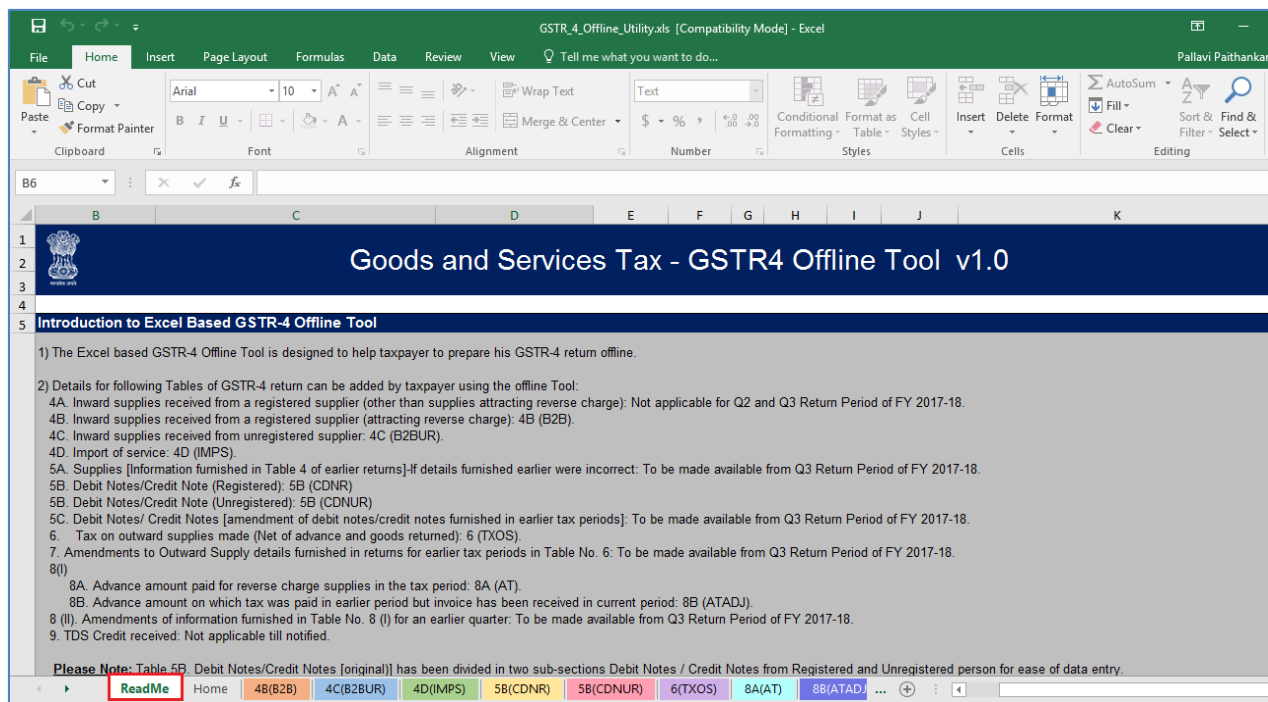 GSTR_4_Offline_Utility.xls [Compatibility Mode] - Excel
File Home Insert Page Layout Formulas Data Review View Tell me what you want to do... Pallavi Paithankar
Cut
Copy
Format Painter
Paste
Clipboard
Arial 10
B I U
Font
Wrap Text
Merge & Center
Alignment
Text
$ % ,
Number
Conditional Formatting
Format as Table
Cell Styles
Styles
Insert Delete Format
Cells
AutoSum
Fill
Clear
Sort & Filter
Find & Select
Editing
B6 fx
B C D E F G H I J K
1
2
3
4
5
Goods and Services Tax - GSTR4 Offline Tool v1.0
Introduction to Excel Based GSTR-4 Offline Tool
1) The Excel based GSTR-4 Offline Tool is designed to help taxpayer to prepare his GSTR-4 return offline.
2) Details for following Tables of GSTR-4 return can be added by taxpayer using the offline Tool:
4A. Inward supplies received from a registered supplier (other than supplies attracting reverse charge): Not applicable for Q2 and Q3 Return Period of FY 2017-18.
4B. Inward supplies received from a registered supplier (attracting reverse charge): 4B (B2B).
4C. Inward supplies received from unregistered supplier: 4C (B2BUR).
4D. Import of service: 4D (IMPS).
5A. Supplies [Information furnished in Table 4 of earlier returns]-If details furnished earlier were incorrect: To be made available from Q3 Return Period of FY 2017-18.
5B. Debit Notes/Credit Note (Registered): 5B (CDNR)
5B. Debit Notes/Credit Note (Unregistered): 5B (CDNUR)
5C. Debit Notes/ Credit Notes [amendment of debit notes/credit notes furnished in earlier tax periods]: To be made available from Q3 Return Period of FY 2017-18.
6. Tax on outward supplies made (Net of advance and goods returned): 6 (TXOS).
7. Amendments to Outward Supply details furnished in returns for earlier tax periods in Table No. 6: To be made available from Q3 Return Period of FY 2017-18.
8(I)
8A. Advance amount paid for reverse charge supplies in the tax period: 8A (AT).
8B. Advance amount on which tax was paid in earlier period but invoice has been received in current period: 8B (ATADJ).
8 (II). Amendments of information furnished in Table No. 8 (I) for an earlier quarter: To be made available from Q3 Return Period of FY 2017-18.
9. TDS Credit received: Not applicable till notified.
Please Note: Table 5B. Debit Notes/Credit Notes [original)] has been divided in two sub-sections Debit Notes / Credit Notes from Registered and Unregistered person for ease of data entry.
ReadMe Home 4B(B2B) 4C(B2BUR) 4D(IMPS) 5B(CDNR) 5B(CDNUR) 6(TXOS) 8A(AT) 8B(ATADJ ...